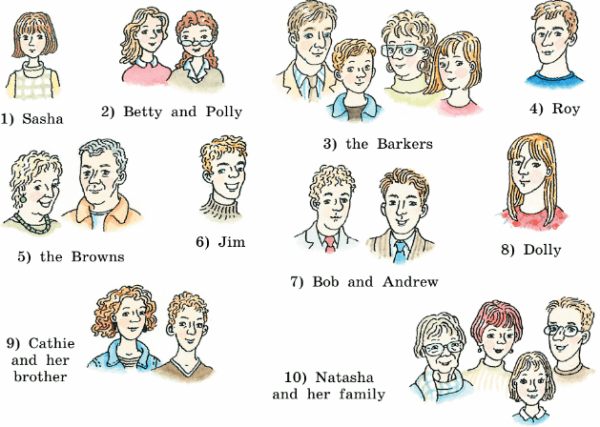 1) Sasha
2) Betty and Polly
3) the Barkers
4) Roy
5) the Browns
6) Jim
7) Bob and Andrew
8) Dolly
9) Cathie
and her
brother
10) Natasha
and her family